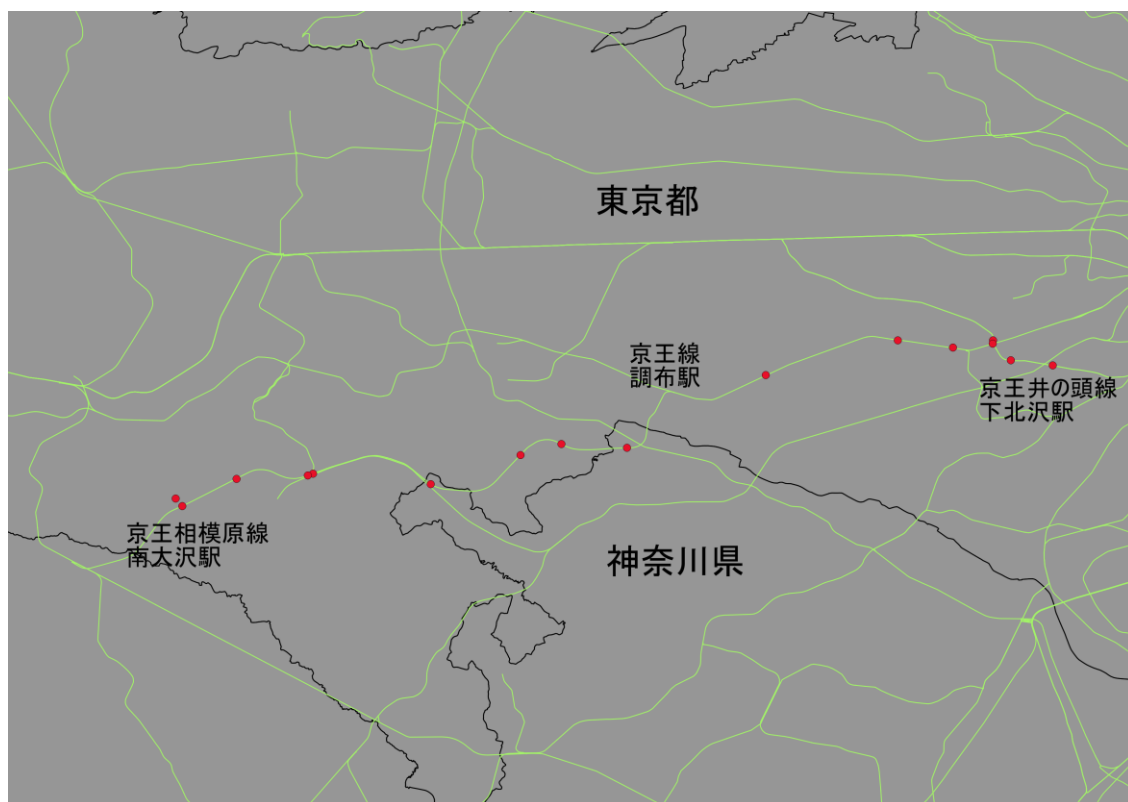 東京都
京王線
調布駅
京王井の頭線
下北沢駅
京王相模原線
南大沢駅
神奈川県